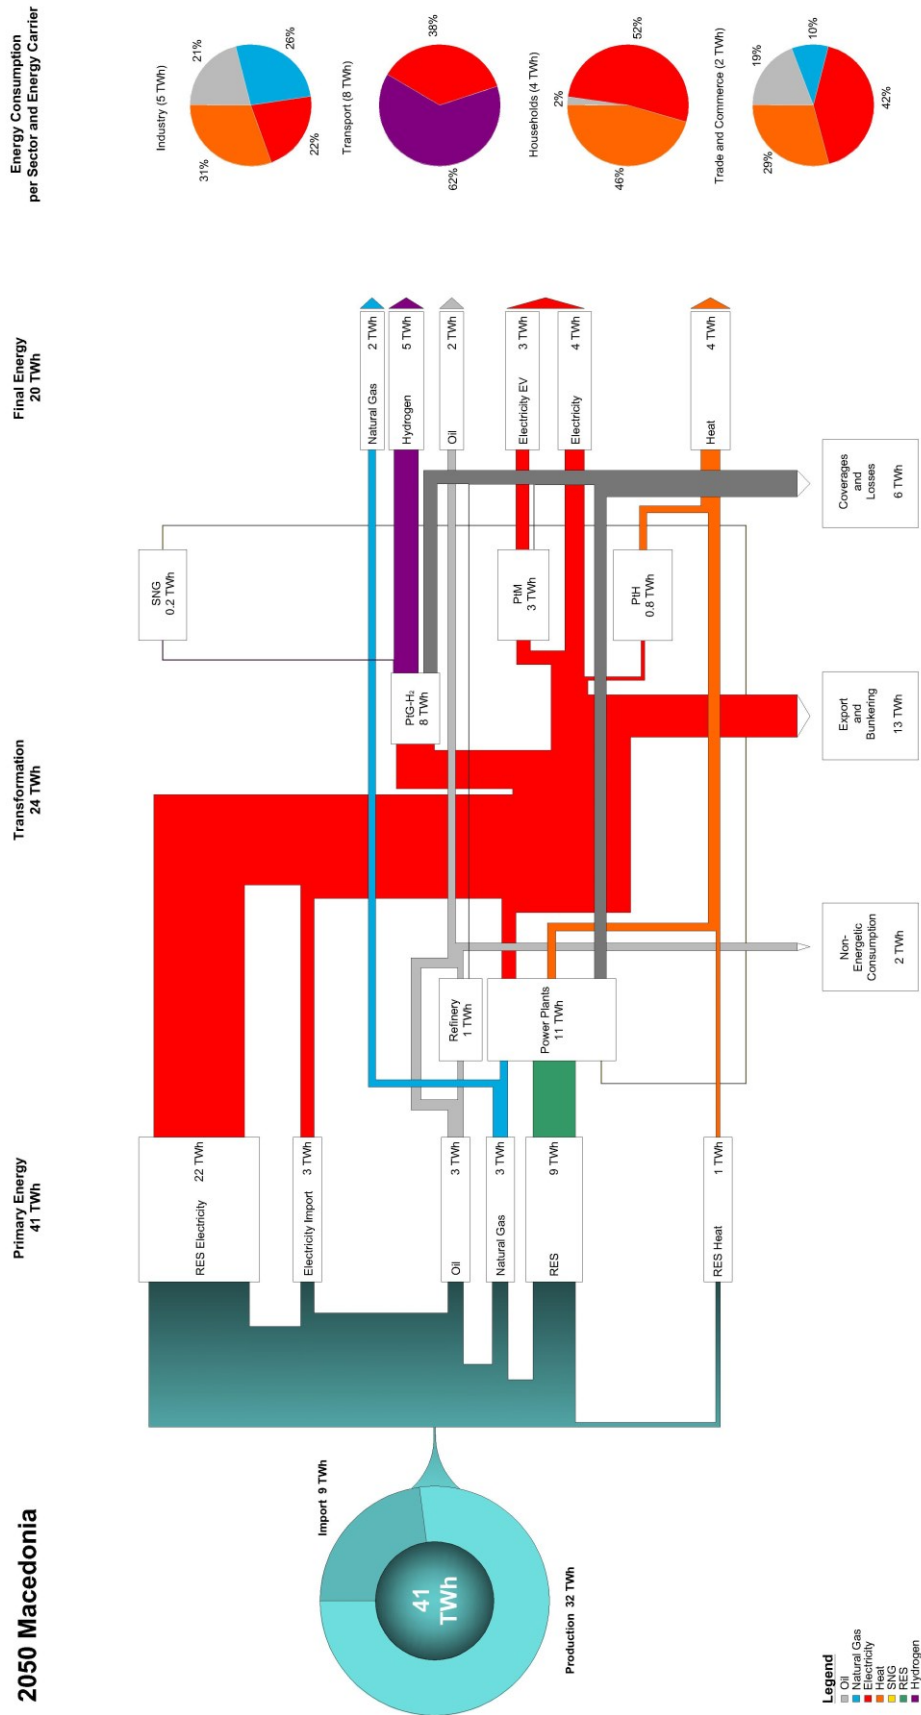 2050 Macedonia
Primary Energy
41 TWh
Transformation
24 TWh
Final Energy
20 TWh
Energy Consumption
per Sector and Energy Carrier
Import 9 TWh
41
TWh
Production 32 TWh
RES Electricity 22 TWh
Electricity Import 3 TWh
Oil 3 TWh
Natural Gas 3 TWh
RES 9 TWh
RES Heat 1 TWh
Refinery
1 TWh
Power Plants
11 TWh
SNG
0.2 TWh
PtG-H₂
8 TWh
PtM
3 TWh
PtH
0.8 TWh
Natural Gas 2 TWh
Hydrogen 5 TWh
Oil 2 TWh
Electricity EV 3 TWh
Electricity 4 TWh
Heat 4 TWh
Non-
Energetic
Consumption
2 TWh
Export
and
Bunkering
13 TWh
Coverages
and
Losses
6 TWh
Industry (5 TWh)
21%
26%
31%
22%
Transport (8 TWh)
38%
62%
Households (4 TWh)
2%
52%
46%
Trade and Commerce (2 TWh)
19%
10%
29%
42%
Legend
Oil
Natural Gas
Electricity
Heat
SNG
RES
Hydrogen